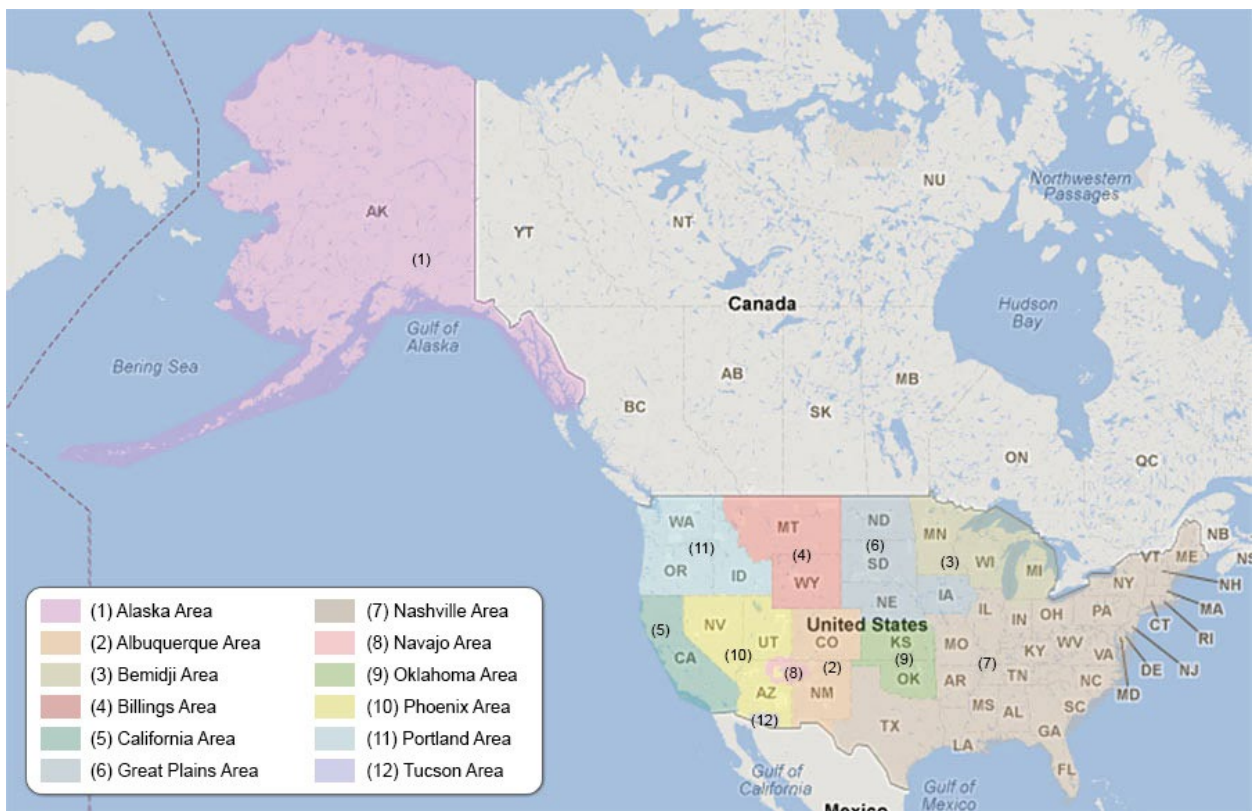 AK
(1)
YT
NT
NU
Northwestern
Passages
Canada
Hudson
Bay
Gulf of
Alaska
Bering Sea
BC
AB
SK
MB
ON
QC
NB
NS
WA
(11)
OR
ID
MT
(4)
WY
ND
(6)
SD
NE
MN
(3)
WI
MI
IA
VT
ME
NH
NY
MA
RI
CT
NJ
DE
MD
PA
OH
IN
IL
WV
VA
KY
(7)
MO
TN
NC
AR
SC
MS
AL
GA
LA
FL
TX
United States
KS
(9)
OK
CO
(2)
NM
NV
UT
(10)
(8)
AZ
(12)
(5)
CA
Gulf of
California
Gulf of
Mexico
Mexico
(1) Alaska Area
(2) Albuquerque Area
(3) Bemidji Area
(4) Billings Area
(5) California Area
(6) Great Plains Area
(7) Nashville Area
(8) Navajo Area
(9) Oklahoma Area
(10) Phoenix Area
(11) Portland Area
(12) Tucson Area